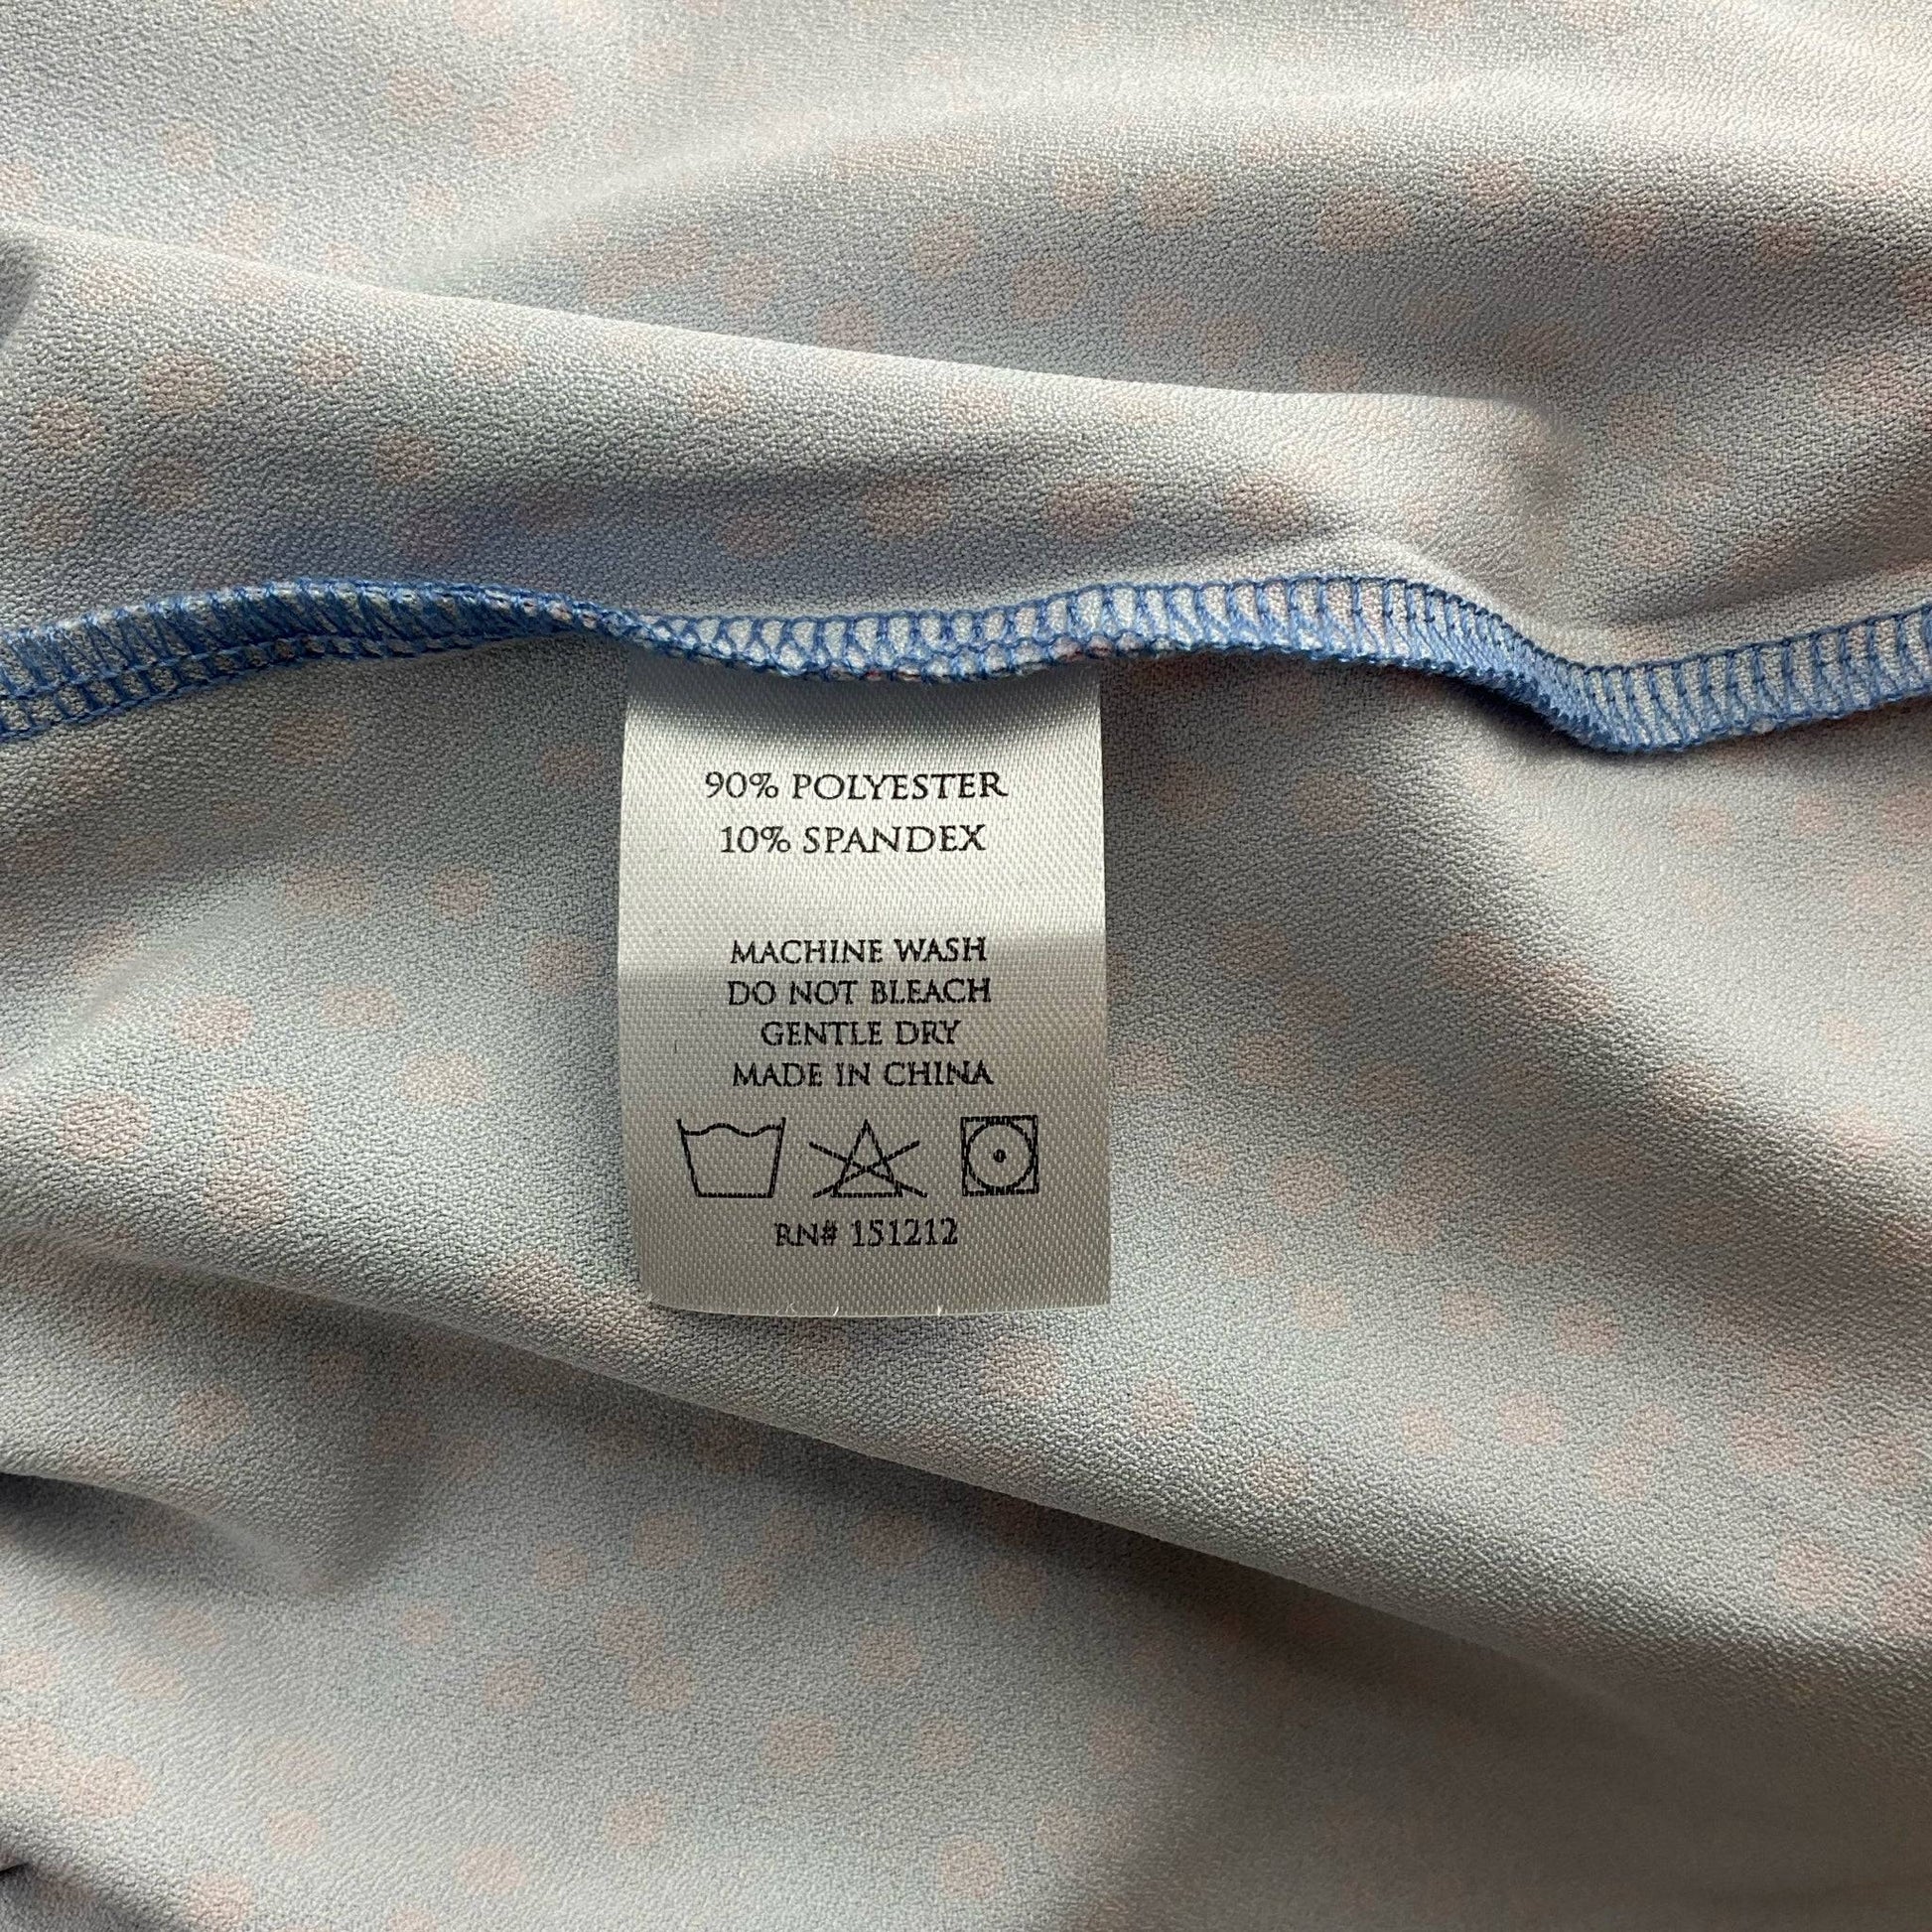 90% POLYESTER
10% SPANDEX
MACHINE WASH
DO NOT BLEACH
GENTLE DRY
MADE IN CHINA
RN# 151212